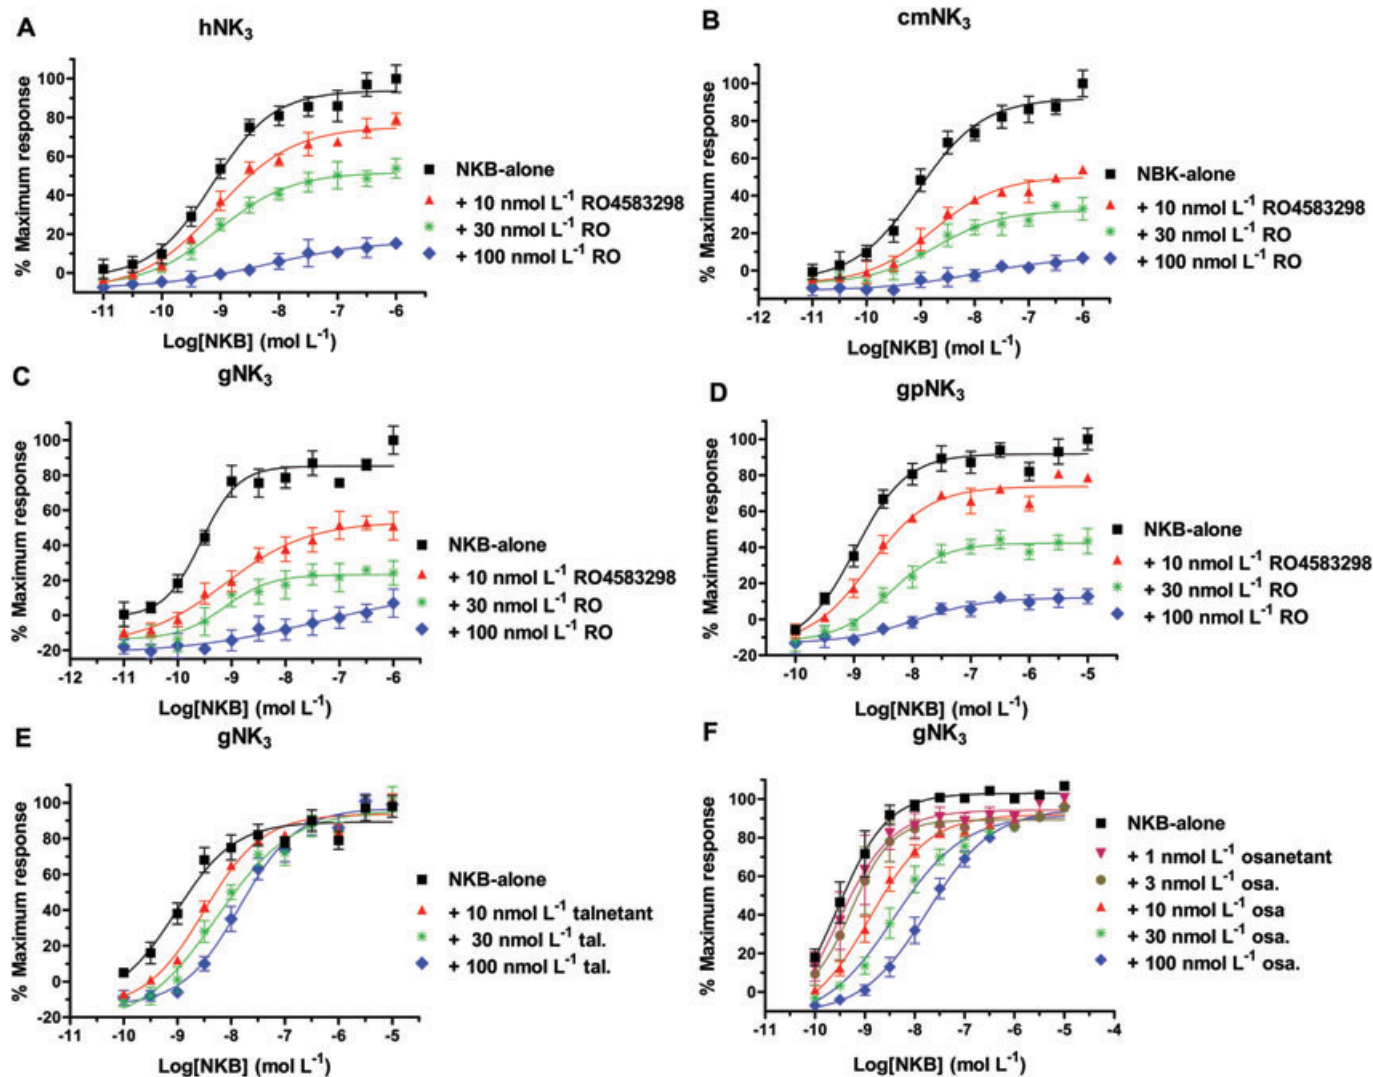 A
hNK3
% Maximum response
100
80
60
40
20
0
-11
-10
-9
-8
-7
-6
Log[NKB] (mol L-1)
NKB-alone
+ 10 nmol L-1 RO4583298
+ 30 nmol L-1 RO
+ 100 nmol L-1 RO
B
cmNK3
% Maximum response
100
80
60
40
20
0
-12
-11
-10
-9
-8
-7
-6
Log[NKB] (mol L-1)
NBK-alone
+ 10 nmol L-1 RO4583298
+ 30 nmol L-1 RO
+ 100 nmol L-1 RO
C
gNK3
% Maximum response
100
80
60
40
20
0
-20
-12
-11
-10
-9
-8
-7
-6
Log[NKB] (mol L-1)
NKB-alone
+ 10 nmol L-1 RO4583298
+ 30 nmol L-1 RO
+ 100 nmol L-1 RO
D
gpNK3
% Maximum response
100
80
60
40
20
0
-20
-10
-9
-8
-7
-6
-5
Log[NKB] (mol L-1)
NKB-alone
+ 10 nmol L-1 RO4583298
+ 30 nmol L-1 RO
+ 100 nmol L-1 RO
E
gNK3
% Maximum response
100
80
60
40
20
0
-20
-11
-10
-9
-8
-7
-6
-5
Log[NKB] (mol L-1)
NKB-alone
+ 10 nmol L-1 talnetant
+ 30 nmol L-1 tal.
+ 100 nmol L-1 tal.
F
gNK3
% Maximum response
100
80
60
40
20
0
-11
-10
-9
-8
-7
-6
-5
-4
Log[NKB] (mol L-1)
NKB-alone
+ 1 nmol L-1 osanetant
+ 3 nmol L-1 osa.
+ 10 nmol L-1 osa
+ 30 nmol L-1 osa.
+ 100 nmol L-1 osa.